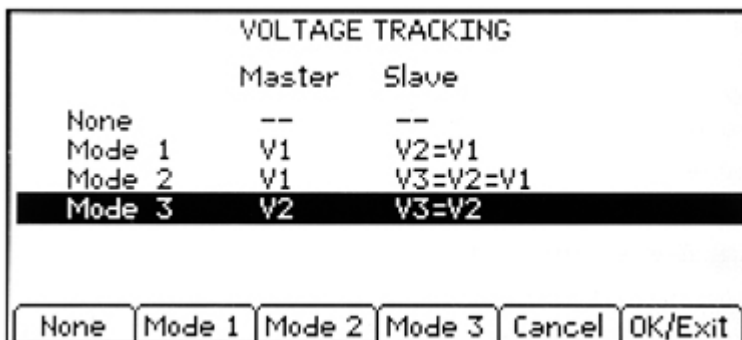 VOLTAGE TRACKING
Master Slave
None -- --
Mode 1 V1 V2=V1
Mode 2 V1 V3=V2=V1
Mode 3 V2 V3=V2
None Mode 1 Mode 2 Mode 3 Cancel OK/Exit